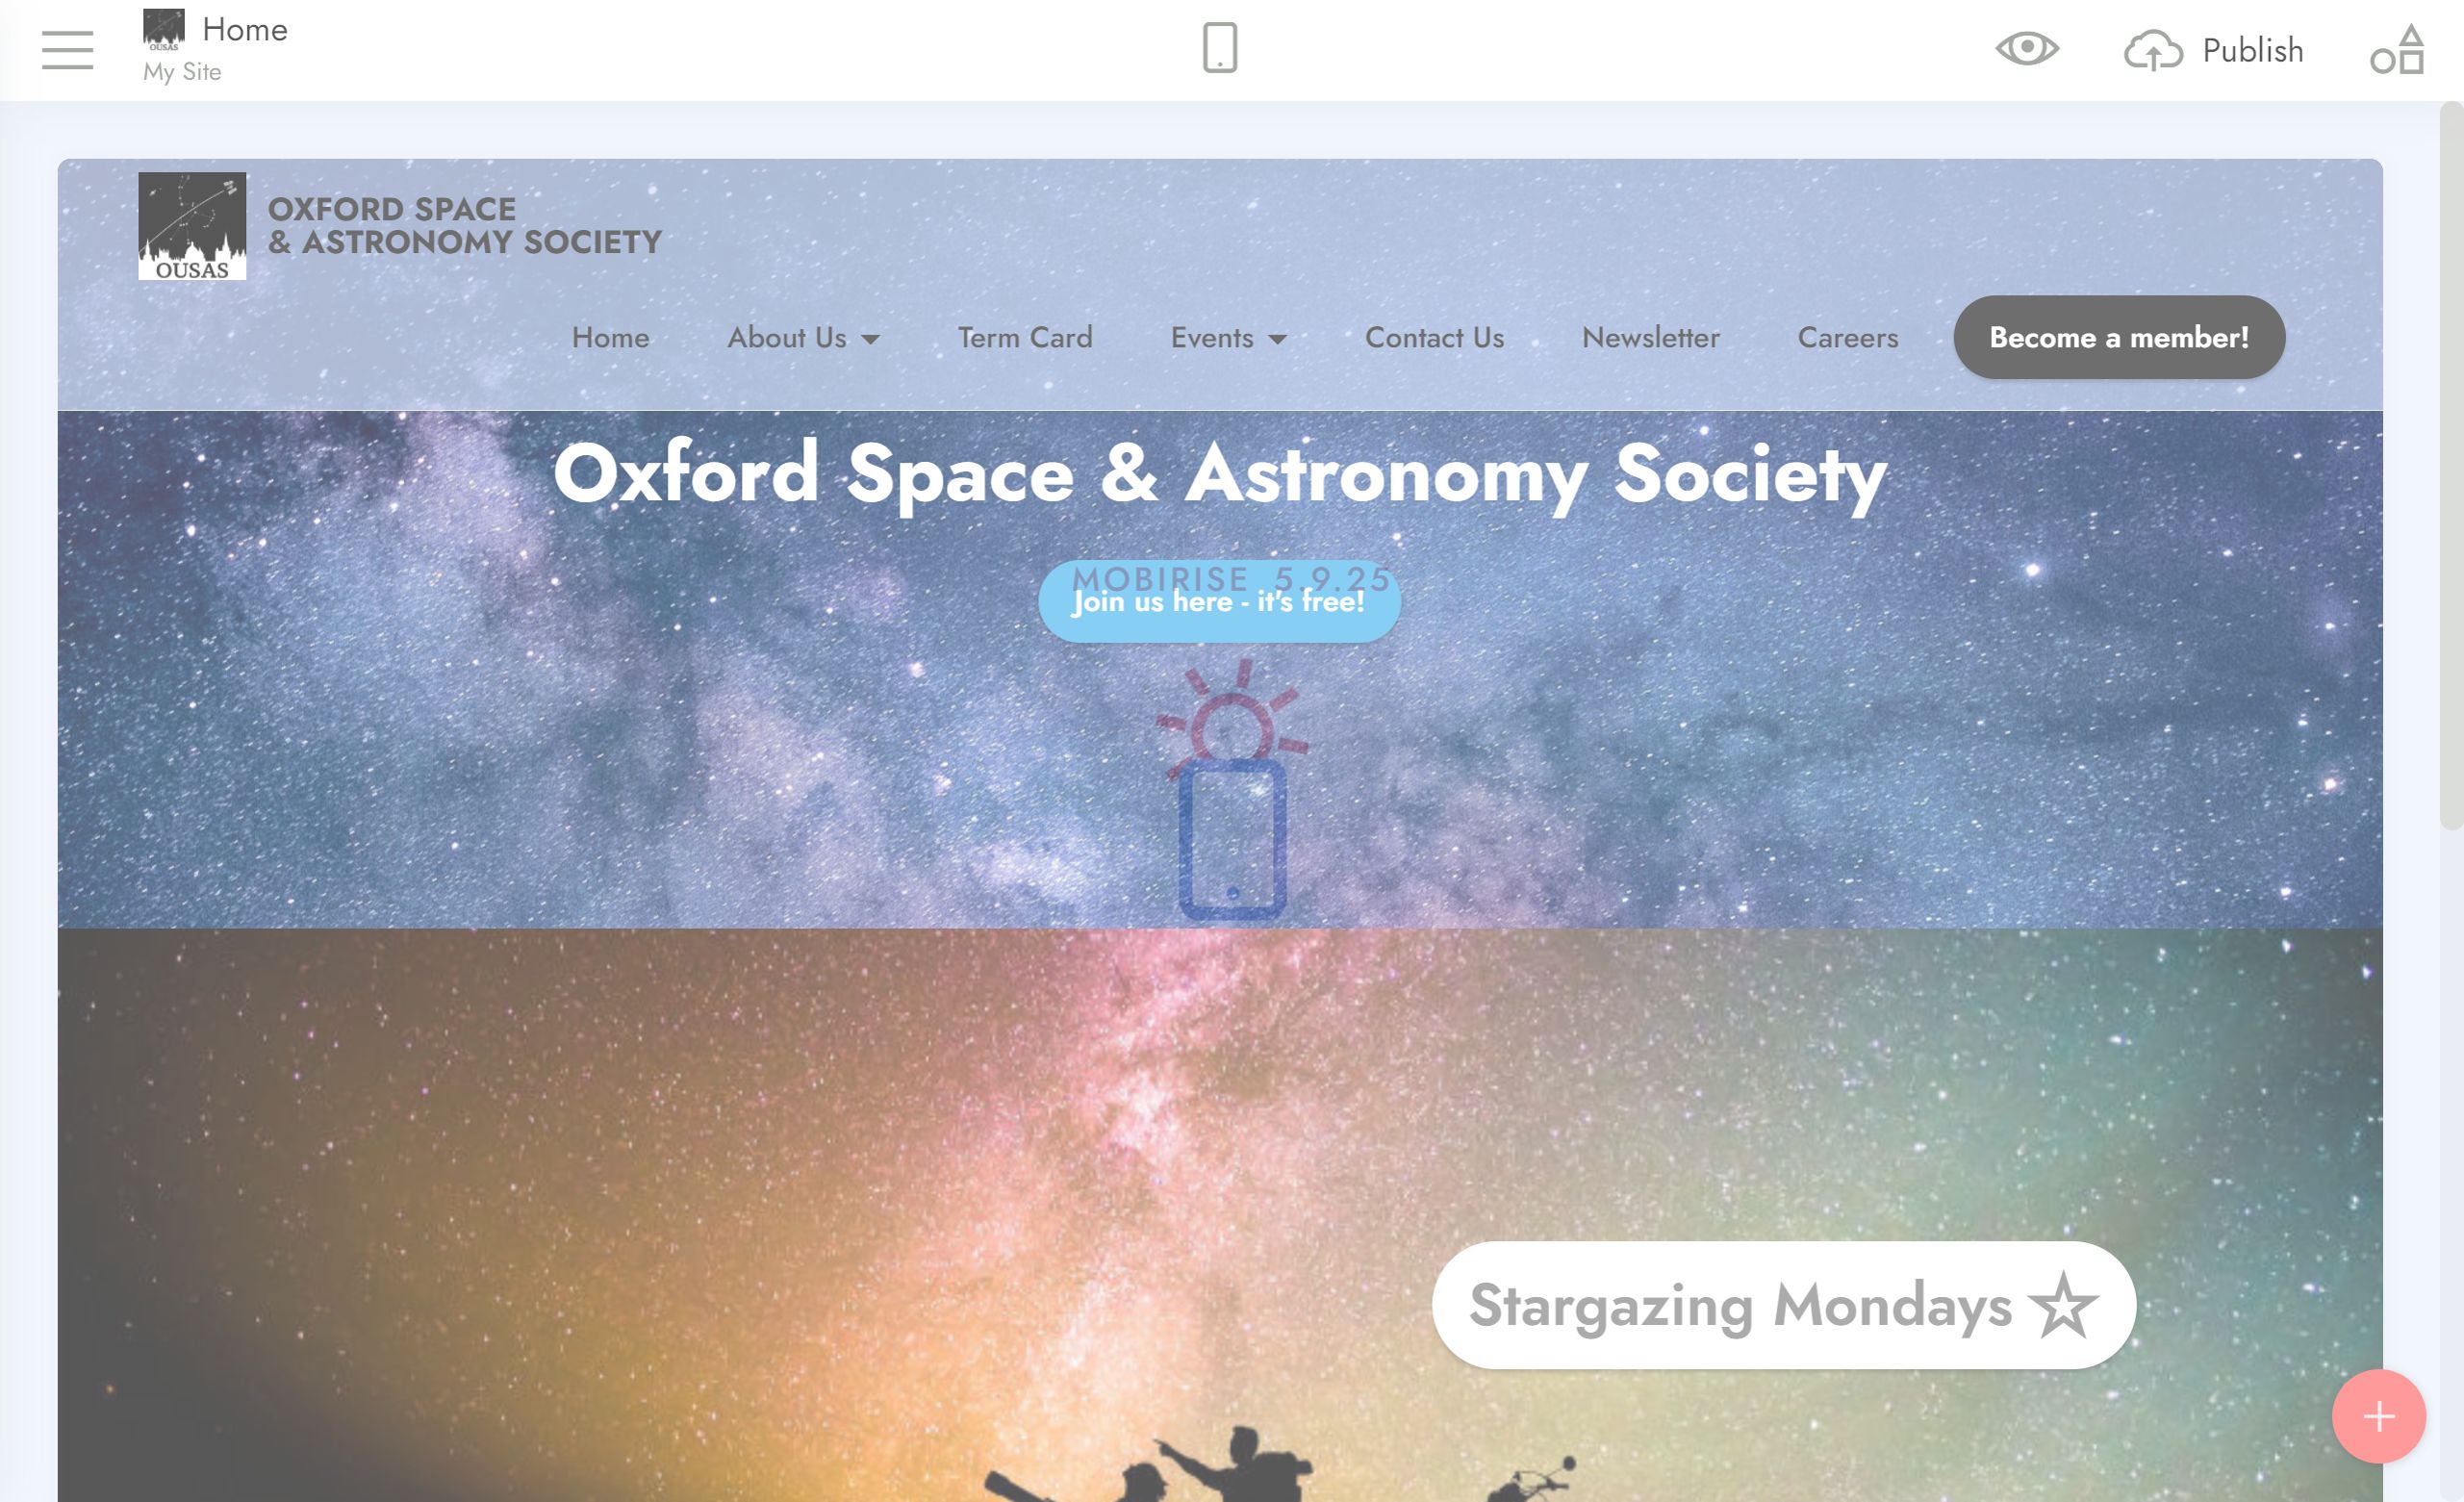 Home
My Site
Publish
OUSAS
OUSAS
OXFORD SPACE
& ASTRONOMY SOCIETY
Home About Us Term Card Events Contact Us Newsletter Careers Become a member!
Oxford Space & Astronomy Society
MOBIRISE 5.9.25
Join us here - it's free!
Stargazing Mondays